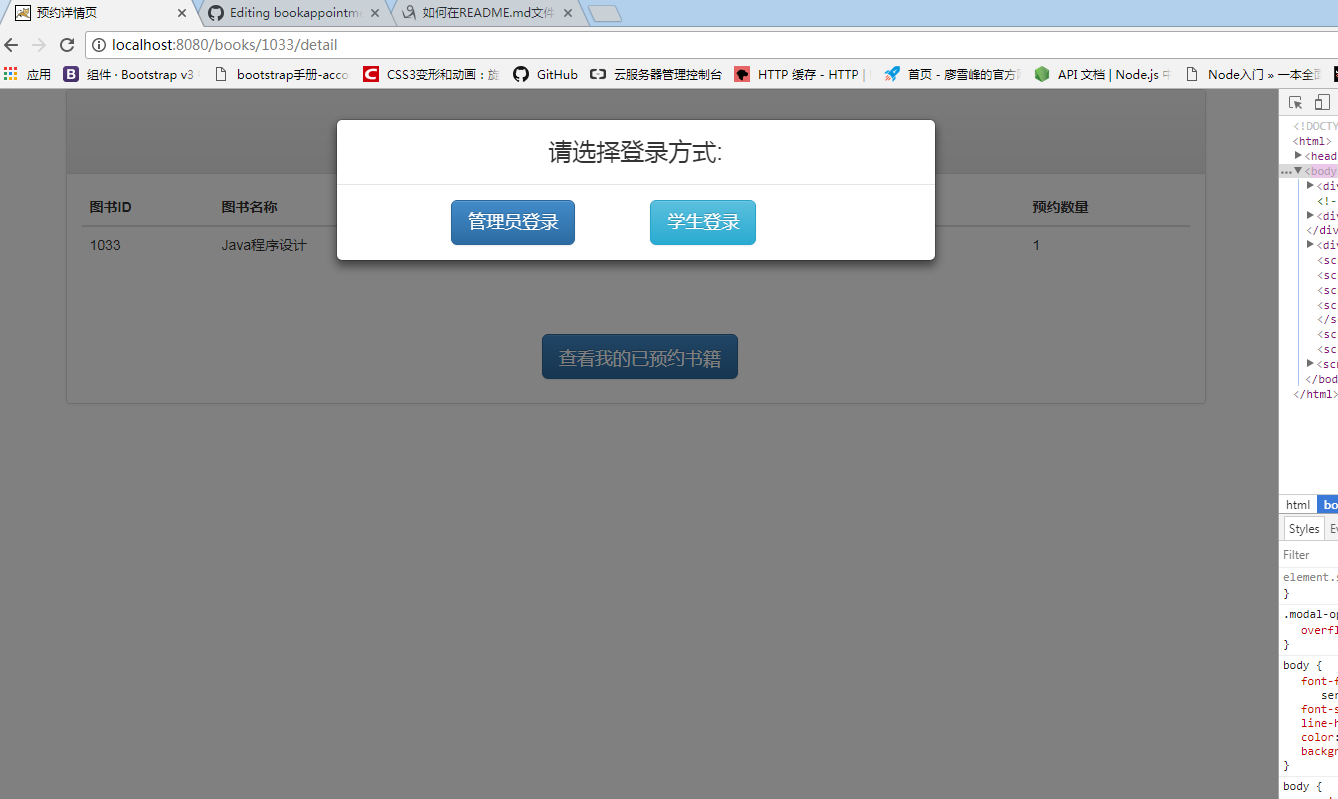 预约详情页 Editing bookappointme 如何在README.md文件
localhost:8080/books/1033/detail
应用 组件 · Bootstrap v3 bootstrap手册-acco CSS3变形和动画：旋 GitHub 云服务器管理控制台 HTTP 缓存 - HTTP | 首页 - 廖雪峰的官方 API 文档 | Node.js 中 Node入门 » 一本全面
请选择登录方式:
管理员登录 学生登录
图书ID 图书名称 预约数量
1033 Java程序设计 1
查看我的已预约书籍
<!DOCTY
<html>
<head
<body
<div
<!-
<div
</div
<div
<sc
<sc
<sc
<sc
</s
<sc
<sc
<scr
</bod
</html>
html bo
Styles Ev
Filter
element.s
}
.modal-op
overfl
}
body {
font-f
ser
font-s
line-h
color:
backgr
}
body {